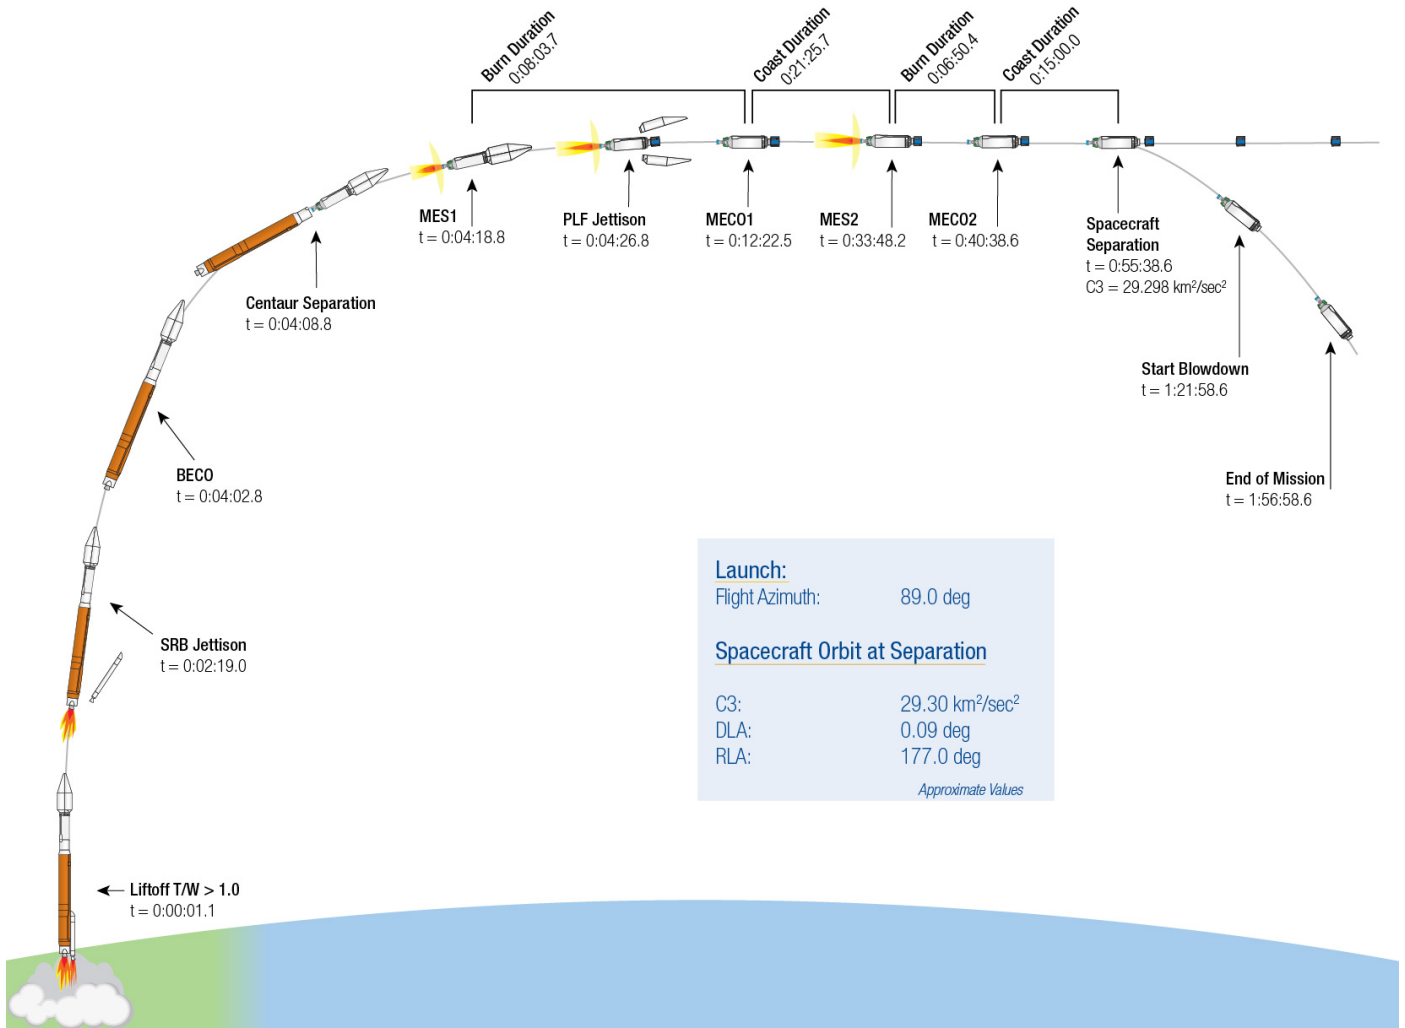 Burn Duration
0:08:03.7
Coast Duration
0:21:25.7
Burn Duration
0:06:50.4
Coast Duration
0:15:00.0
MES1
t = 0:04:18.8
PLF Jettison
t = 0:04:26.8
MECO1
t = 0:12:22.5
MES2
t = 0:33:48.2
MECO2
t = 0:40:38.6
Spacecraft
Separation
t = 0:55:38.6
C3 = 29.298 km²/sec²
Centaur Separation
t = 0:04:08.8
Start Blowdown
t = 1:21:58.6
BECO
t = 0:04:02.8
End of Mission
t = 1:56:58.6
SRB Jettison
t = 0:02:19.0
Launch:
Flight Azimuth: 89.0 deg
Spacecraft Orbit at Separation
C3: 29.30 km²/sec²
DLA: 0.09 deg
RLA: 177.0 deg
Approximate Values
Liftoff T/W > 1.0
t = 0:00:01.1